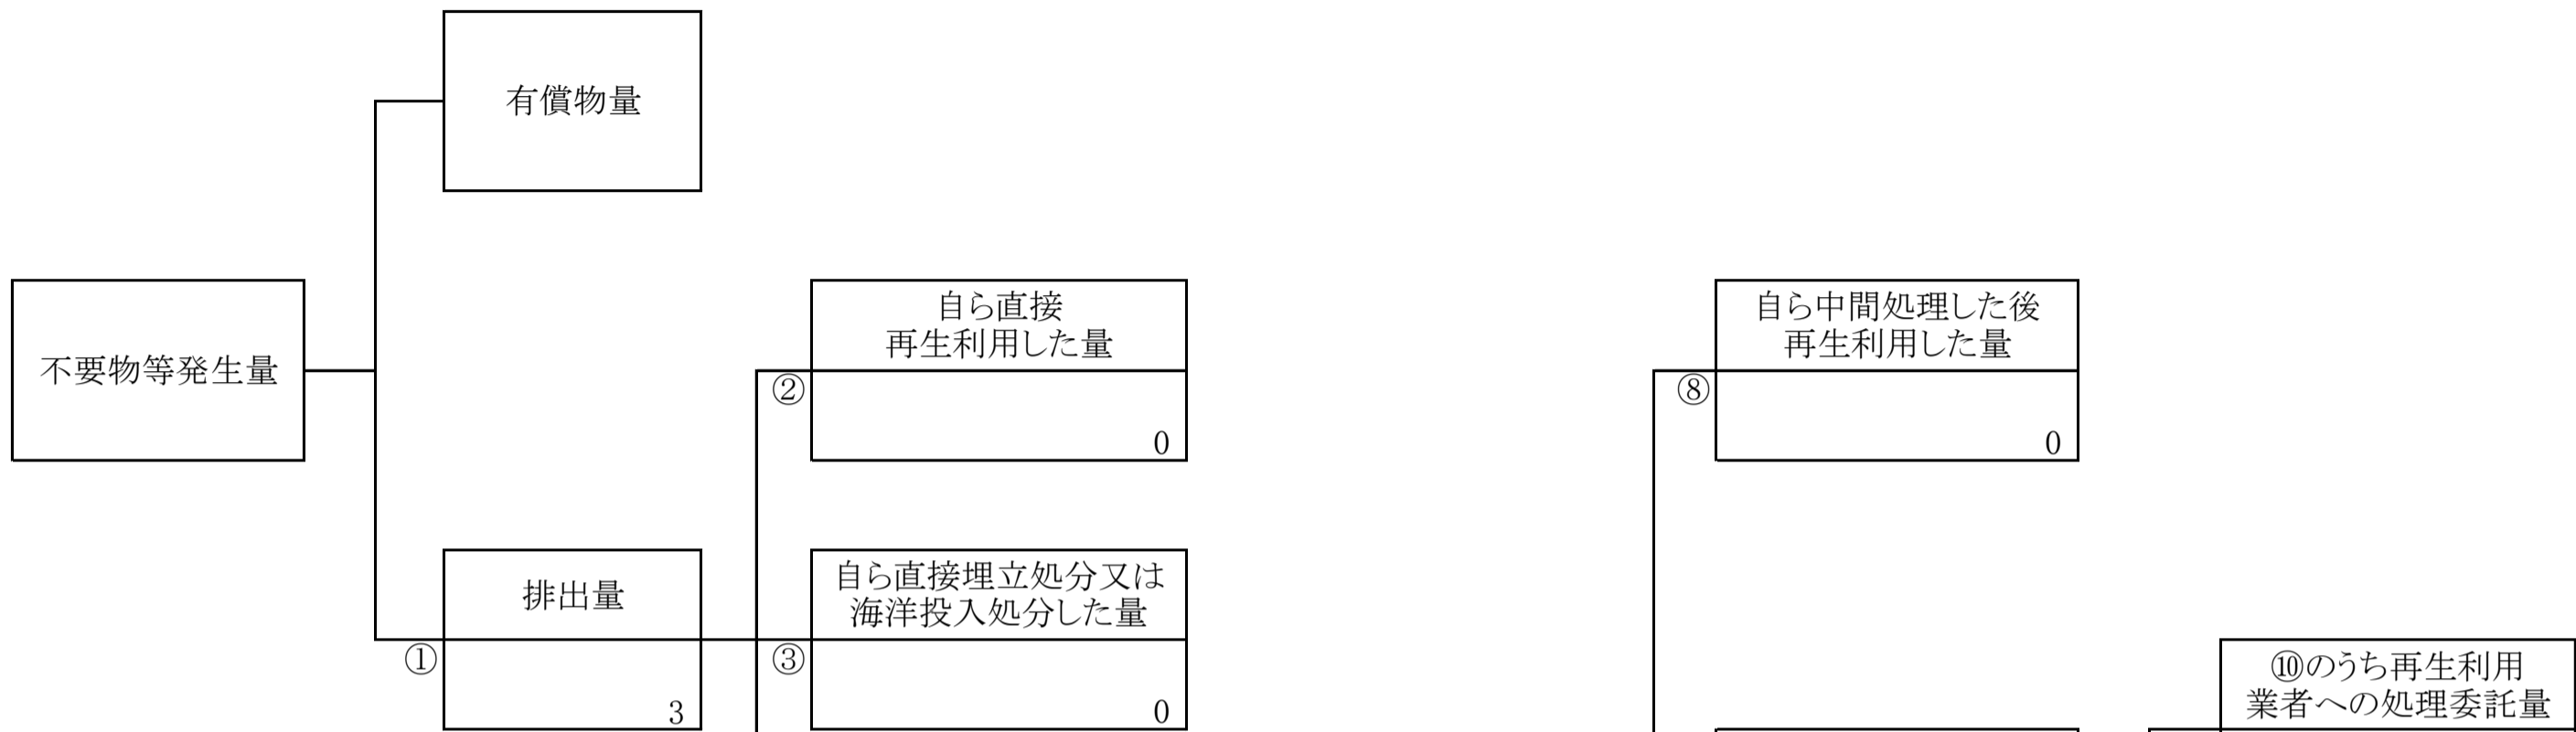 有償物量
不要物等発生量
自ら直接
再生利用した量
②
0
自ら中間処理した後
再生利用した量
⑧
0
排出量
①
3
自ら直接埋立処分又は
海洋投入処分した量
③
0
⑩のうち再生利用
業者への処理委託量